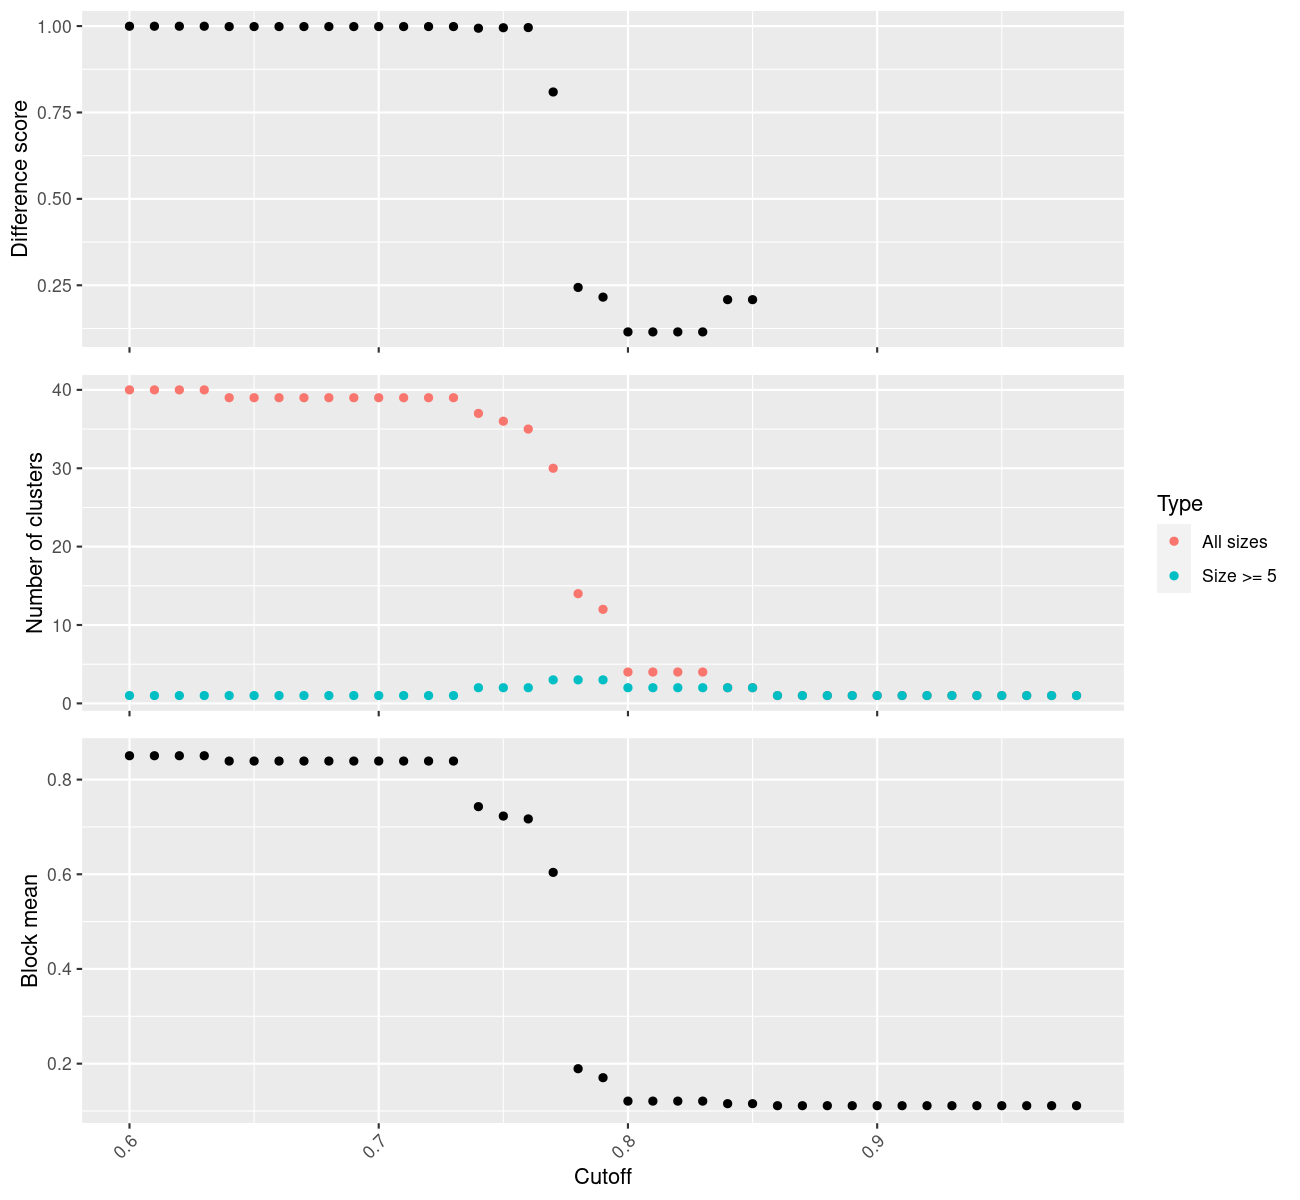 Difference score
1.00
0.75
0.50
0.25
Number of clusters
40
30
20
10
0
Type
All sizes
Size >= 5
Block mean
0.8
0.6
0.4
0.2
0.6 0.7 0.8 0.9
Cutoff